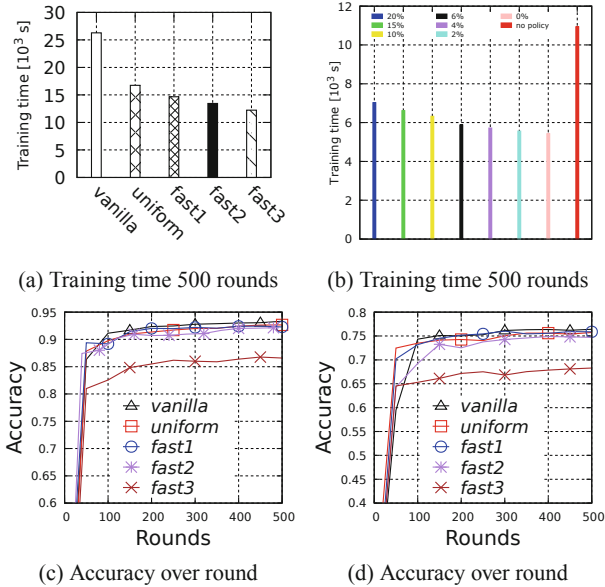 Training time [10³ s]
30
25
20
15
10
5
0
vanilla
uniform
fast1
fast2
fast3
(a) Training time 500 rounds
Training time [10³ s]
12
10
8
6
4
2
0
20%
15%
10%
6%
4%
2%
0%
no policy
(b) Training time 500 rounds
Accuracy
0.95
0.9
0.85
0.8
0.75
0.7
0.65
0.6
vanilla
uniform
fast1
fast2
fast3
0 100 200 300 400 500
Rounds
(c) Accuracy over round
Accuracy
0.8
0.75
0.7
0.65
0.6
0.55
0.5
0.45
0.4
vanilla
uniform
fast1
fast2
fast3
0 100 200 300 400 500
Rounds
(d) Accuracy over round